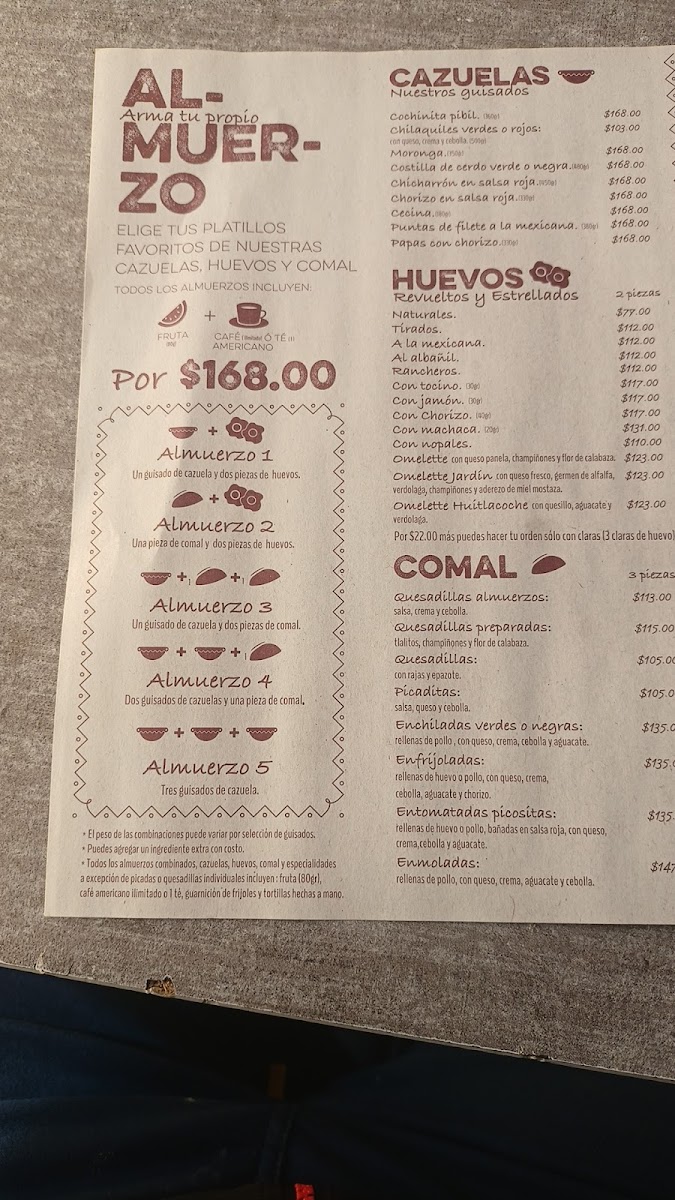 AL-
Arma tu propio
MUER-
ZO
ELIGE TUS PLATILLOS
FAVORITOS DE NUESTRAS
CAZUELAS, HUEVOS Y COMAL
TODOS LOS ALMUERZOS INCLUYEN:
+
FRUTA
CAFÉ Ó TÉ
AMERICANO
Por $168.00
+
Almuerzo 1
Un guisado de cazuela y dos piezas de huevos.
+
Almuerzo 2
Una pieza de comal y dos piezas de huevos.
+ +
Almuerzo 3
Un guisado de cazuela y dos piezas de comal.
+ +
Almuerzo 4
Dos guisados de cazuelas y una pieza de comal.
+ +
Almuerzo 5
Tres guisados de cazuela.
* El peso de las combinaciones puede variar por selección de guisados.
* Puedes agregar un ingrediente extra con costo.
* Todos los almuerzos combinados, cazuelas, huevos, comal y especialidades
a excepción de picadas o quesadillas individuales incluyen: fruta (80gr),
café americano ilimitado o 1 té, guarnición de frijoles y tortillas hechas a mano.
CAZUELAS
Nuestros guisados
Cochinita pibil. $168.00
Chilaquiles verdes o rojos: $103.00
con queso, crema y cebolla.
Moronga. $168.00
Costilla de cerdo verde o negra. $168.00
Chicharrón en salsa roja. $168.00
Chorizo en salsa roja. $168.00
Cecina. $168.00
Puntas de filete a la mexicana. $168.00
Papas con chorizo. $168.00
HUEVOS
Revueltos y Estrellados 2 piezas
Naturales. $77.00
Tirados. $112.00
A la mexicana. $112.00
Al albañil. $112.00
Rancheros. $112.00
Con tocino. (30g) $117.00
Con jamón. (30g) $117.00
Con Chorizo. (40g) $117.00
Con machaca. (20g) $131.00
Con nopales. $110.00
Omelette con queso panela, champiñones y flor de calabaza. $123.00
Omelette Jardín con queso fresco, germen de alfalfa, $123.00
verdolaga, champiñones y aderezo de miel mostaza.
Omelette Huitlacoche con quesillo, aguacate y $123.00
verdolaga.
Por $22.00 más puedes hacer tu orden sólo con claras (3 claras de huevo)
COMAL
3 piezas
Quesadillas almuerzos: $113.00
salsa, crema y cebolla.
Quesadillas preparadas: $115.00
tlalitos, champiñones y flor de calabaza.
Quesadillas: $105.00
con rajas y epazote.
Picaditas: $105.0
salsa, queso y cebolla.
Enchiladas verdes o negras: $135.0
rellenas de pollo, con queso, crema, cebolla y aguacate.
Enfrijoladas: $135.
rellenas de huevo o pollo, con queso, crema,
cebolla, aguacate y chorizo.
Entomatadas picositas: $135.
rellenas de huevo o pollo, bañadas en salsa roja, con queso,
crema,cebolla y aguacate.
Enmoladas: $147
rellenas de pollo, con queso, crema, aguacate y cebolla.